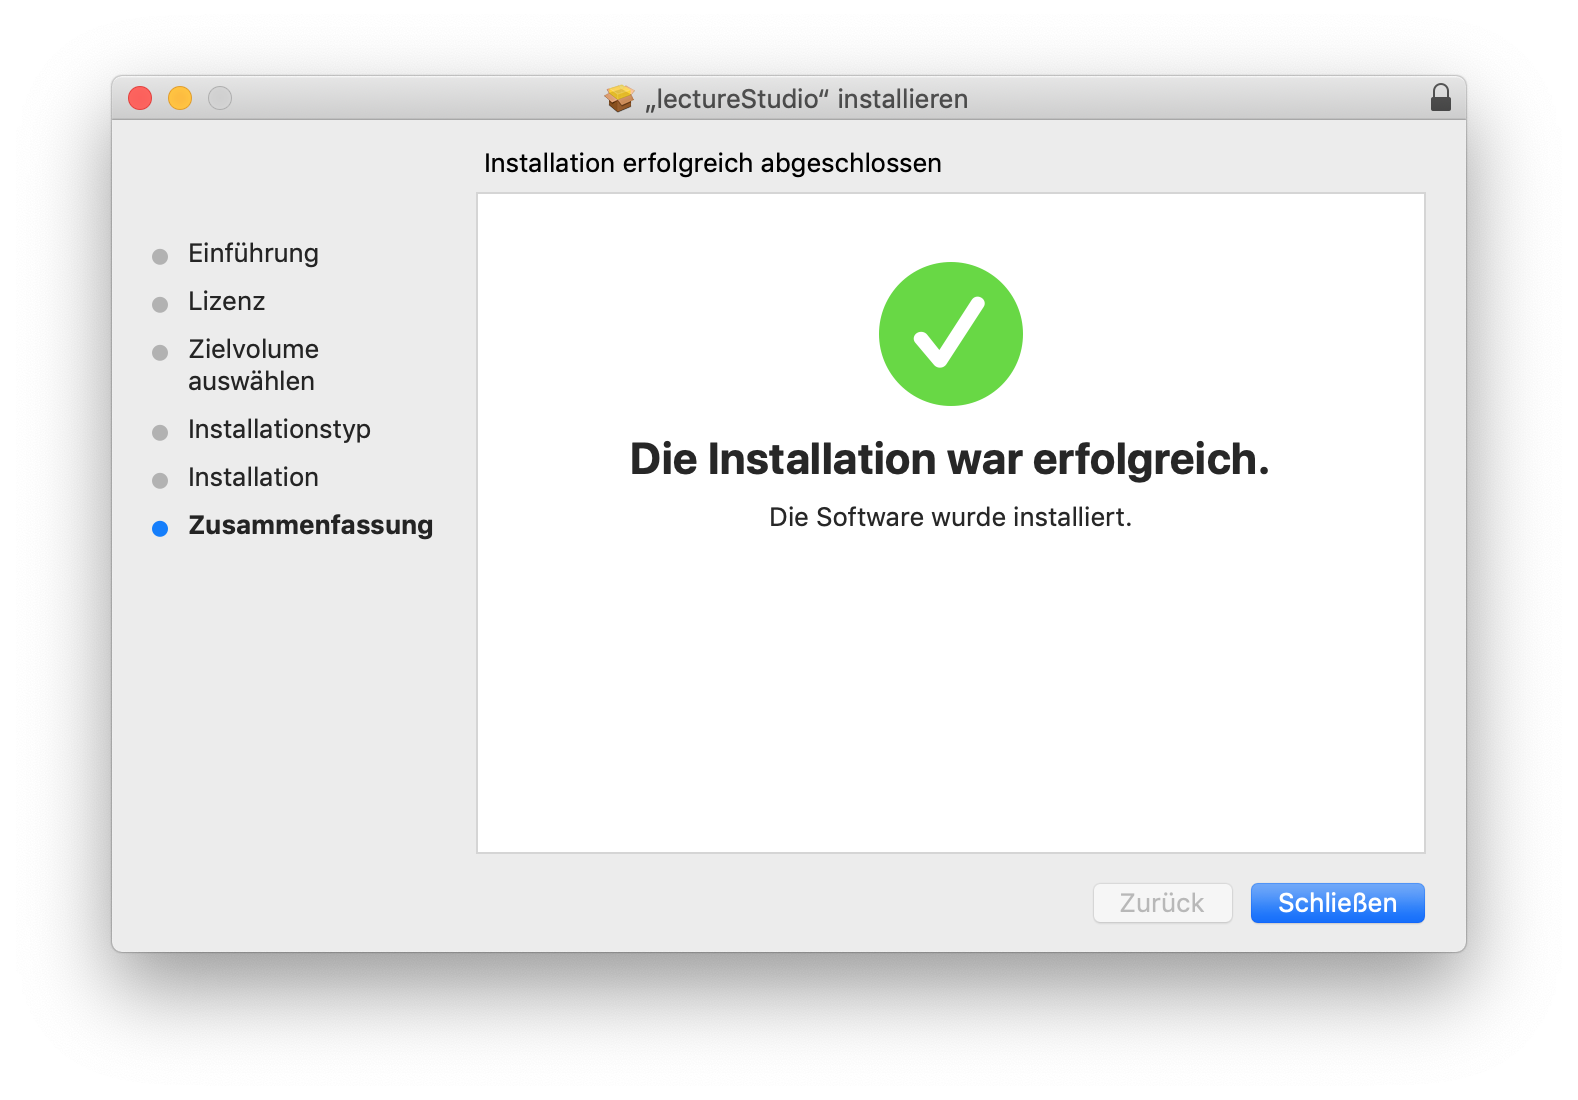 „lectureStudio“ installieren
Installation erfolgreich abgeschlossen
Einführung
Lizenz
Zielvolume
auswählen
Installationstyp
Installation
Zusammenfassung
Die Installation war erfolgreich.
Die Software wurde installiert.
Zurück
Schließen